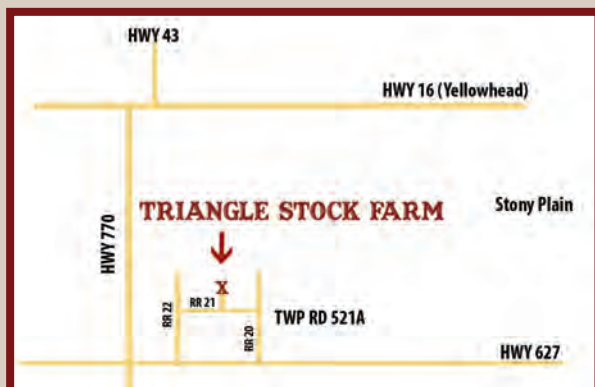 HWY 43
HWY 16 (Yellowhead)
HWY 770
TRIANGLE STOCK FARM
Stony Plain
X
RR 22
RR 21
RR 20
TWP RD 521A
HWY 627